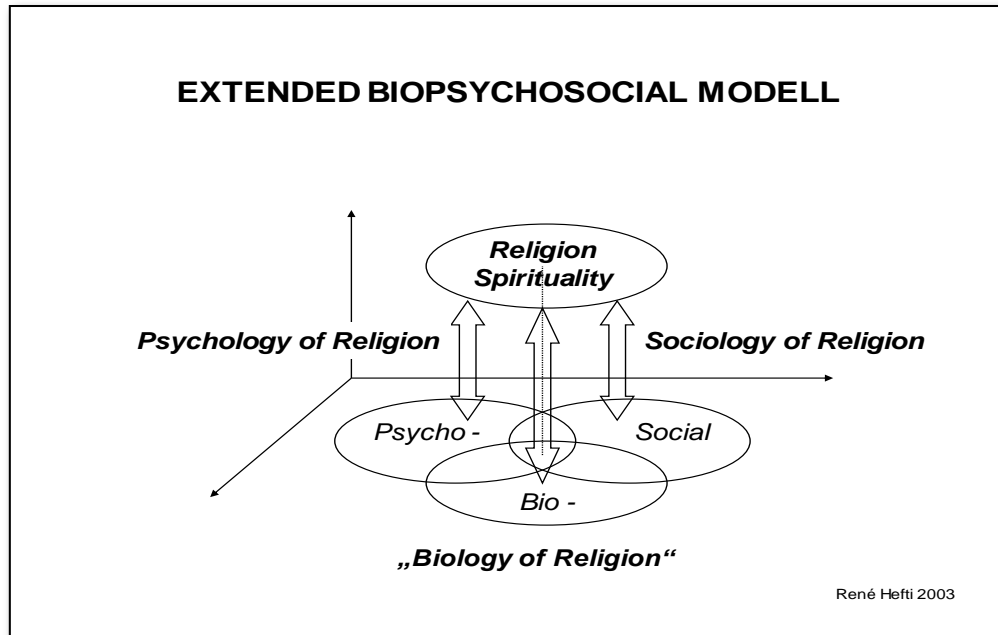 EXTENDED BIOPSYCHOSOCIAL MODELL
Religion
Spirituality
Psychology of Religion
Sociology of Religion
Psycho -
Social
Bio -
„Biology of Religion“
René Hefti 2003